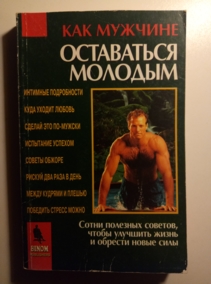 КАК МУЖЧИНЕ
ОСТАВАТЬСЯ
МОЛОДЫМ
ИНТИМНЫЕ ПОДРОБНОСТИ
КУДА УХОДИТ ЛЮБОВЬ
СДЕЛАЙ ЭТО ПО-МУЖСКИ
ИСПЫТАНИЕ УСПЕХОМ
СОВЕТЫ ОБЖОРЕ
РИСКУЙ ДВА РАЗА В ДЕНЬ
МЕЖДУ КУДРЯМИ И ПЛЕШЬЮ
ПОБЕДИТЬ СТРЕСС МОЖНО
Сотни полезных советов,
чтобы улучшить жизнь
и обрести новые силы